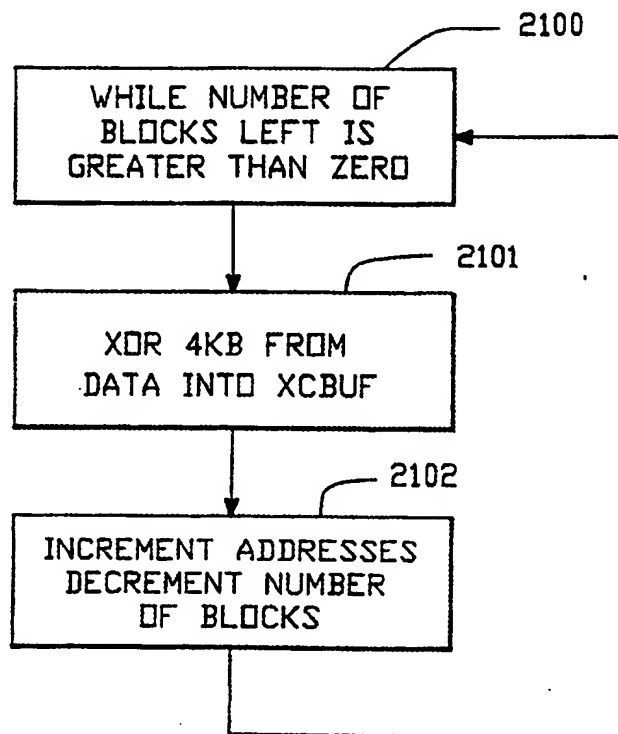 2100
WHILE NUMBER OF
BLOCKS LEFT IS
GREATER THAN ZERO
2101
XOR 4KB FROM
DATA INTO XCBUF
2102
INCREMENT ADDRESSES
DECREMENT NUMBER
OF BLOCKS